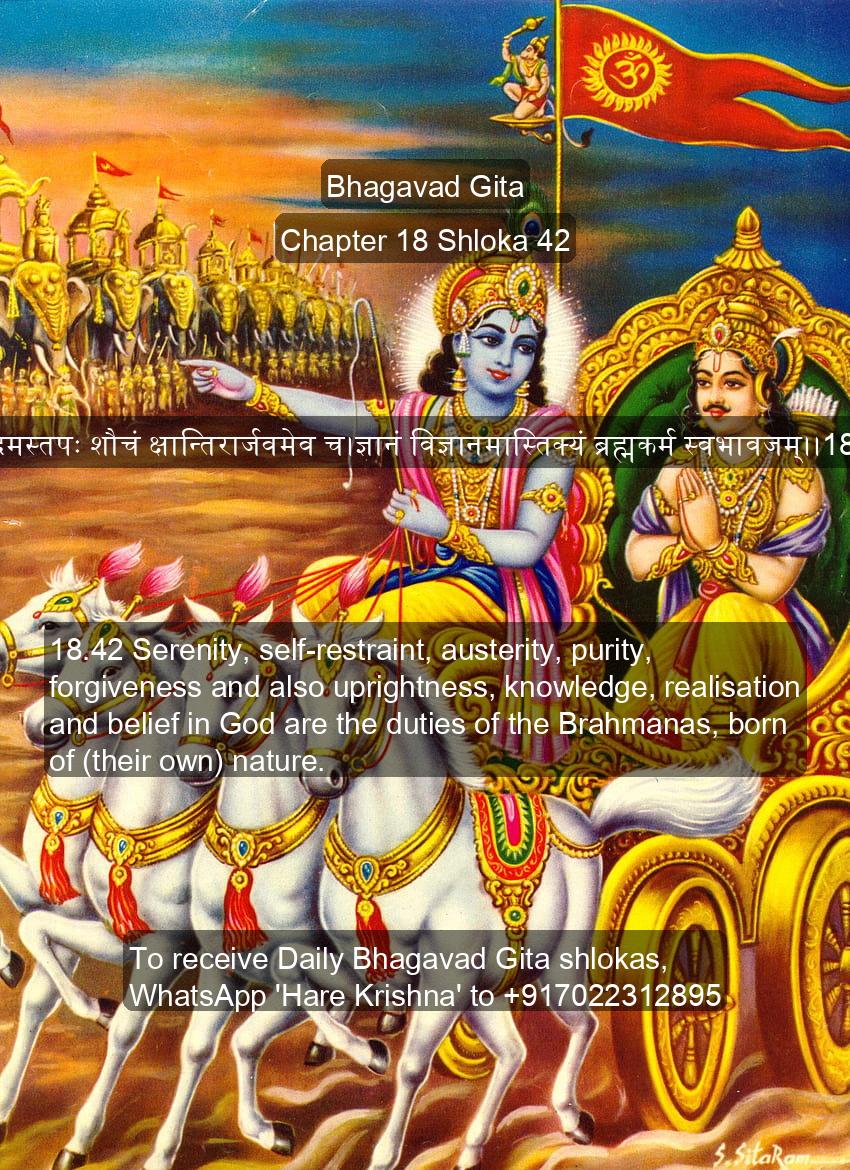 ॐ
Bhagavad Gita
Chapter 18 Shloka 42
दमस्तपः शौचं क्षान्तिरार्जवमेव च।ज्ञानं विज्ञानमास्तिक्यं ब्रह्मकर्म स्वभावजम्।।18
18.42 Serenity, self-restraint, austerity, purity,
forgiveness and also uprightness, knowledge, realisation
and belief in God are the duties of the Brahmanas, born
of (their own) nature.
To receive Daily Bhagavad Gita shlokas,
WhatsApp 'Hare Krishna' to +917022312895
S. SitaRam